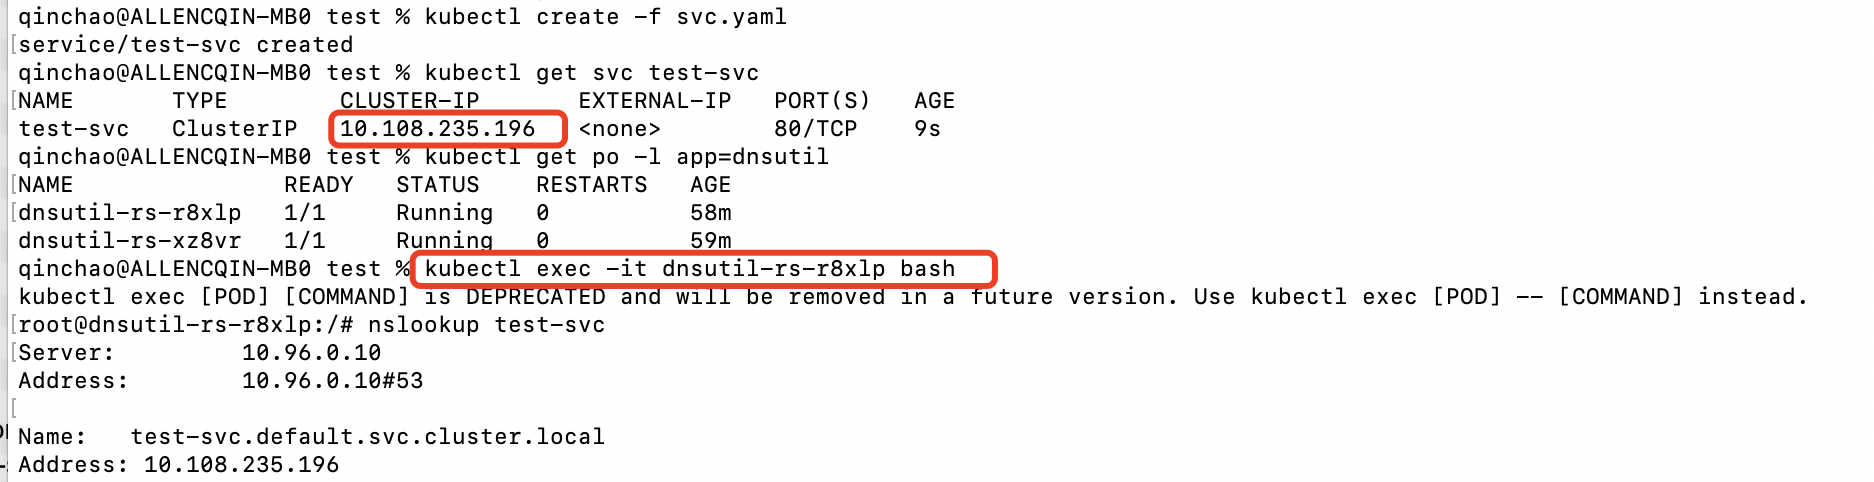 qinchao@ALLENCQIN-MB0 test % kubectl create -f svc.yaml
[service/test-svc created
qinchao@ALLENCQIN-MB0 test % kubectl get svc test-svc
[NAME       TYPE        CLUSTER-IP       EXTERNAL-IP   PORT(S)   AGE
test-svc   ClusterIP   10.108.235.196   <none>        80/TCP    9s
qinchao@ALLENCQIN-MB0 test % kubectl get po -l app=dnsutil
[NAME               READY   STATUS    RESTARTS   AGE
[dnsutil-rs-r8xlp   1/1     Running   0          58m
dnsutil-rs-xz8vr   1/1     Running   0          59m
qinchao@ALLENCQIN-MB0 test % kubectl exec -it dnsutil-rs-r8xlp bash
kubectl exec [POD] [COMMAND] is DEPRECATED and will be removed in a future version. Use kubectl exec [POD] -- [COMMAND] instead.
[root@dnsutil-rs-r8xlp:/# nslookup test-svc
[Server:         10.96.0.10
Address:        10.96.0.10#53
[
Name:   test-svc.default.svc.cluster.local
Address: 10.108.235.196